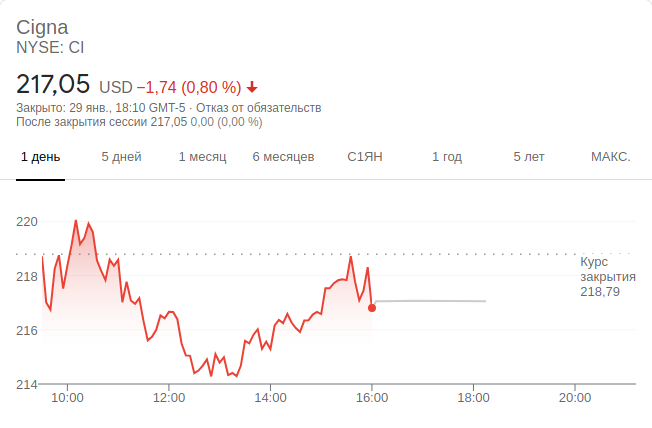 Cigna
NYSE: CI
217,05 USD −1,74 (0,80 %)
Закрыто: 29 янв., 18:10 GMT-5 · Отказ от обязательств
После закрытия сессии 217,05 0,00 (0,00 %)
1 день 5 дней 1 месяц 6 месяцев С1ЯН 1 год 5 лет МАКС.
220
Курс
закрытия
218,79
218
216
214
10:00 12:00 14:00 16:00 18:00 20:00